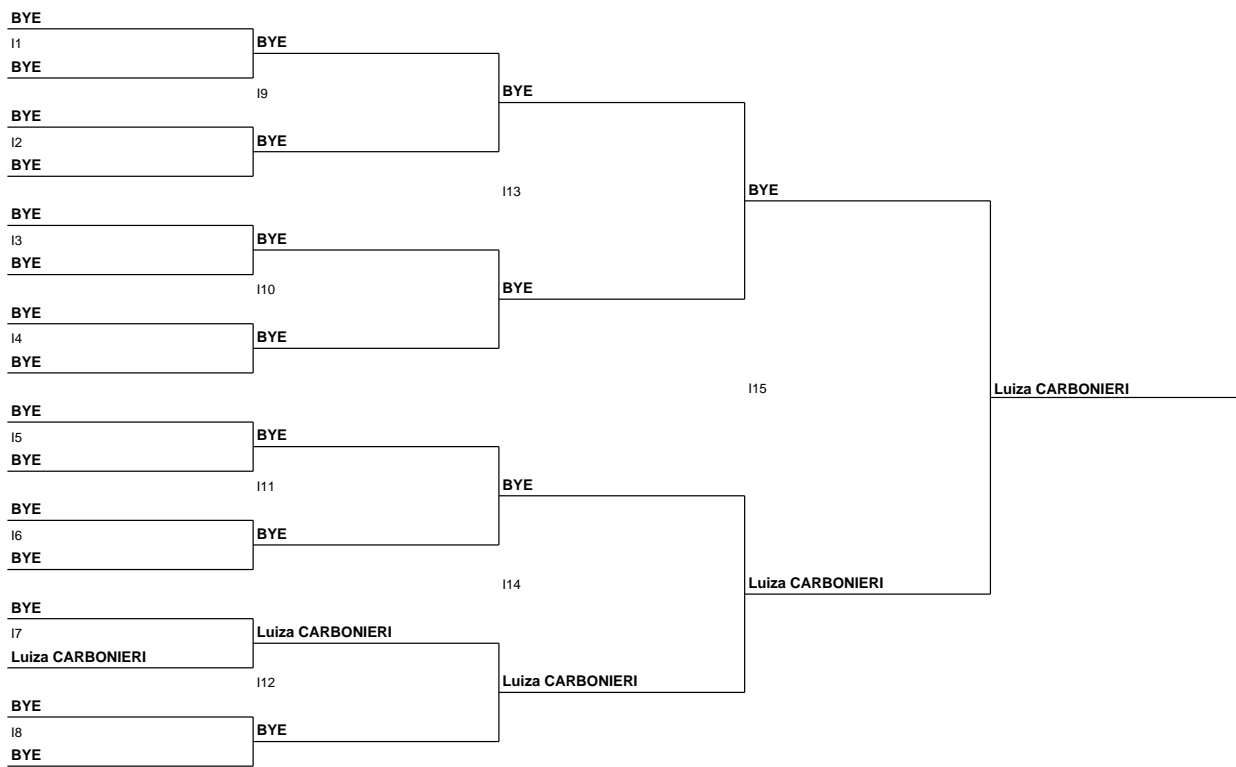 BYE
I1
BYE
BYE
I9
BYE
BYE
I2
BYE
BYE
I13
BYE
BYE
I3
BYE
BYE
I10
BYE
BYE
I4
BYE
BYE
I15
Luiza CARBONIERI
BYE
I5
BYE
BYE
I11
BYE
BYE
I6
BYE
BYE
I14
Luiza CARBONIERI
BYE
I7
Luiza CARBONIERI
Luiza CARBONIERI
I12
Luiza CARBONIERI
BYE
I8
BYE
BYE